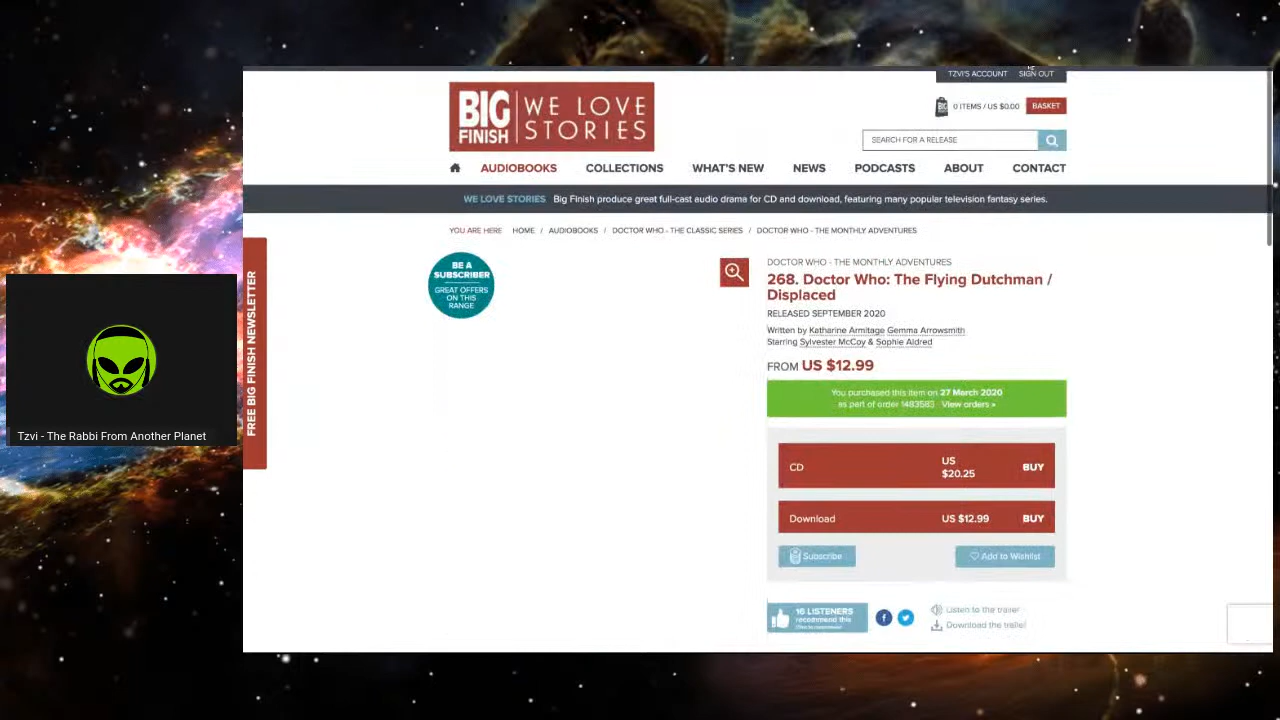 TZVI'S ACCOUNT SIGN OUT
BIG FINISH WE LOVE STORIES
0 ITEMS / US $0.00 BASKET
SEARCH FOR A RELEASE
AUDIOBOOKS COLLECTIONS WHAT'S NEW NEWS PODCASTS ABOUT CONTACT
WE LOVE STORIES Big Finish produce great full-cast audio drama for CD and download, featuring many popular television fantasy series.
YOU ARE HERE HOME / AUDIOBOOKS / DOCTOR WHO - THE CLASSIC SERIES / DOCTOR WHO - THE MONTHLY ADVENTURES
FREE BIG FINISH NEWSLETTER
BE A
SUBSCRIBER
GREAT OFFERS
ON THIS
RANGE
DOCTOR WHO - THE MONTHLY ADVENTURES
268. Doctor Who: The Flying Dutchman /
Displaced
RELEASED SEPTEMBER 2020
Written by Katharine Armitage Gemma Arrowsmith
Starring Sylvester McCoy & Sophie Aldred
FROM US $12.99
You purchased this item on 27 March 2020
as part of order 1483583 View orders »
CD US $20.25 BUY
Download US $12.99 BUY
Subscribe Add to Wishlist
16 LISTENERS
recommend this
Listen to the trailer
Download the trailer
Tzvi - The Rabbi From Another Planet